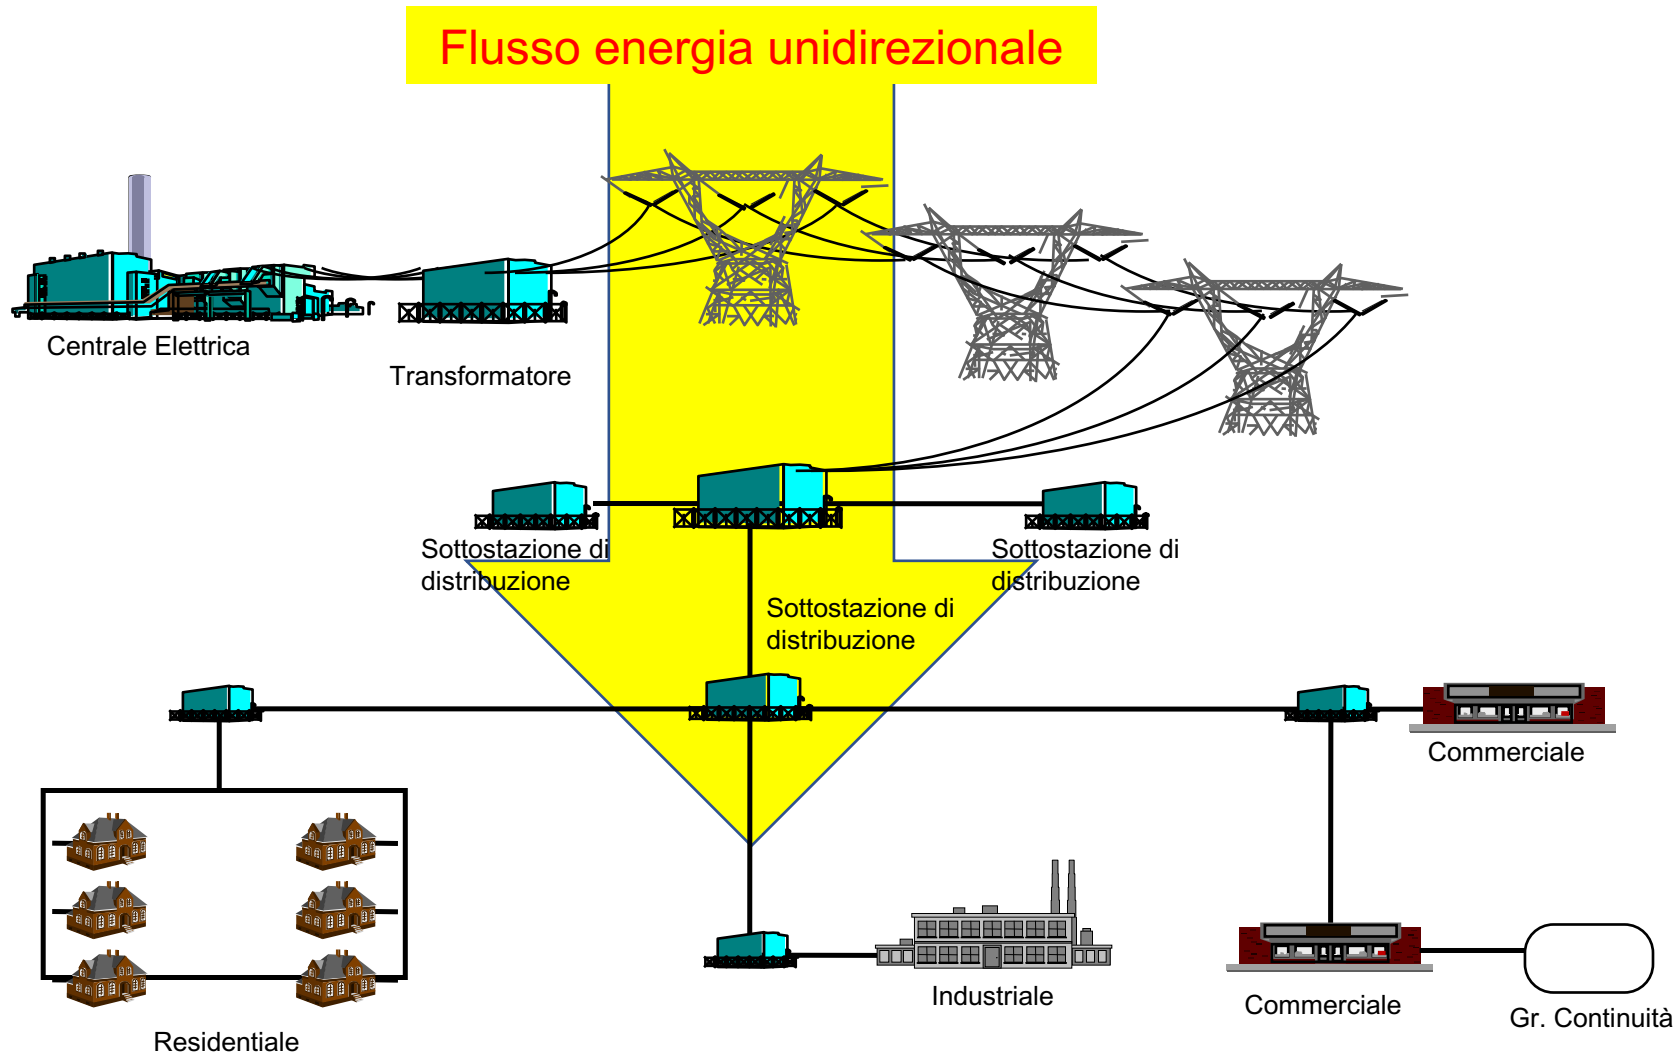 Flusso energia unidirezionale
Centrale Elettrica
Transformatore
Sottostazione di
distribuzione
Sottostazione di
distribuzione
Sottostazione di
distribuzione
Commerciale
Industriale
Commerciale
Gr. Continuità
Residentiale